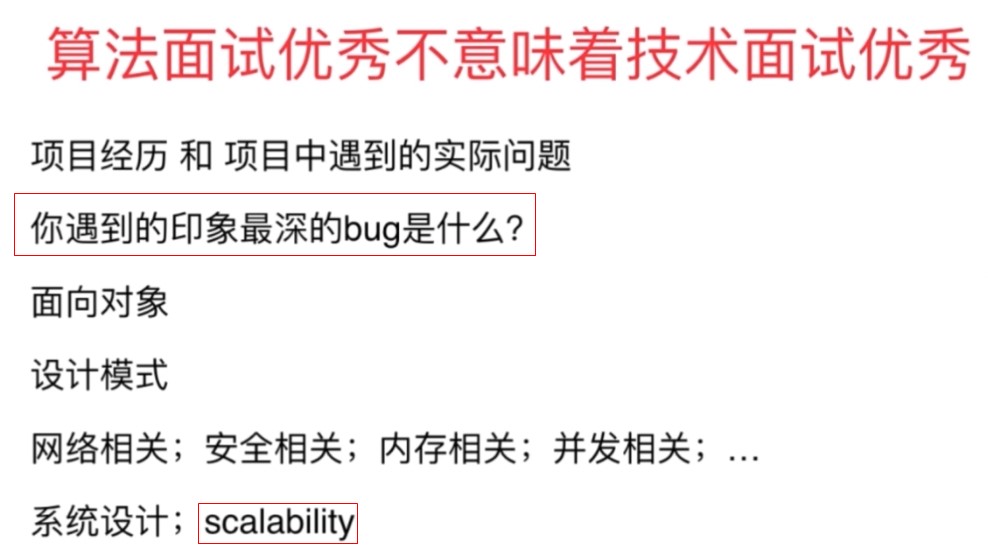 算法面试优秀不意味着技术面试优秀
项目经历 和 项目中遇到的实际问题
你遇到的印象最深的bug是什么？
面向对象
设计模式
网络相关；安全相关；内存相关；并发相关；…
系统设计；scalability